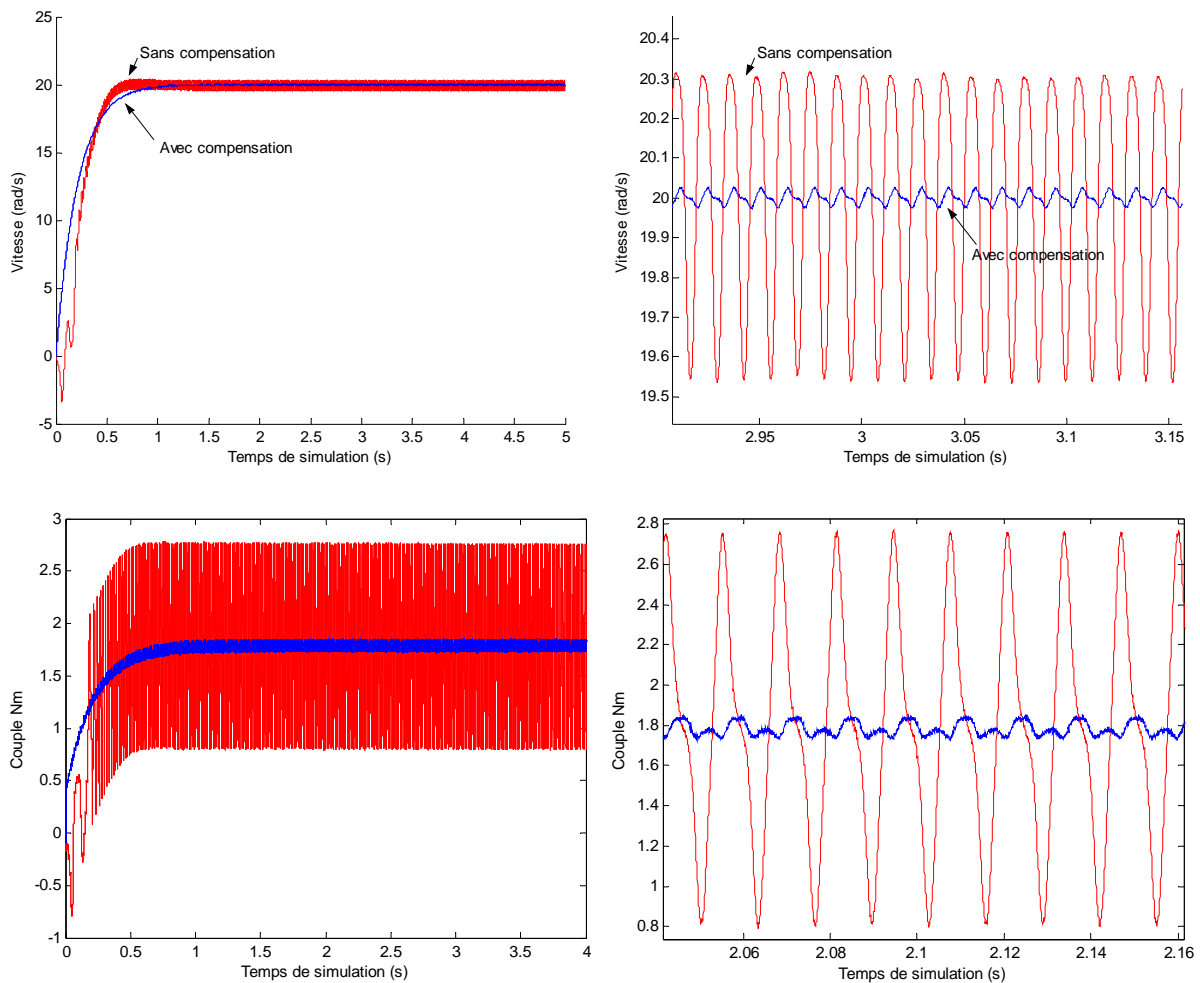 25
20
15
10
5
0
-5
Vitesse (rad/s)
Sans compensation
Avec compensation
0 0.5 1 1.5 2 2.5 3 3.5 4 4.5 5
Temps de simulation (s)
20.4
20.3
20.2
20.1
20
19.9
19.8
19.7
19.6
19.5
Vitesse (rad/s)
Sans compensation
Avec compensation
2.95 3 3.05 3.1 3.15
Temps de simulation (s)
3
2.5
2
1.5
1
0.5
0
-0.5
-1
Couple Nm
0 0.5 1 1.5 2 2.5 3 3.5 4
Temps de simulation (s)
2.8
2.6
2.4
2.2
2
1.8
1.6
1.4
1.2
1
0.8
Couple Nm
2.06 2.08 2.1 2.12 2.14 2.16
Temps de simulation (s)